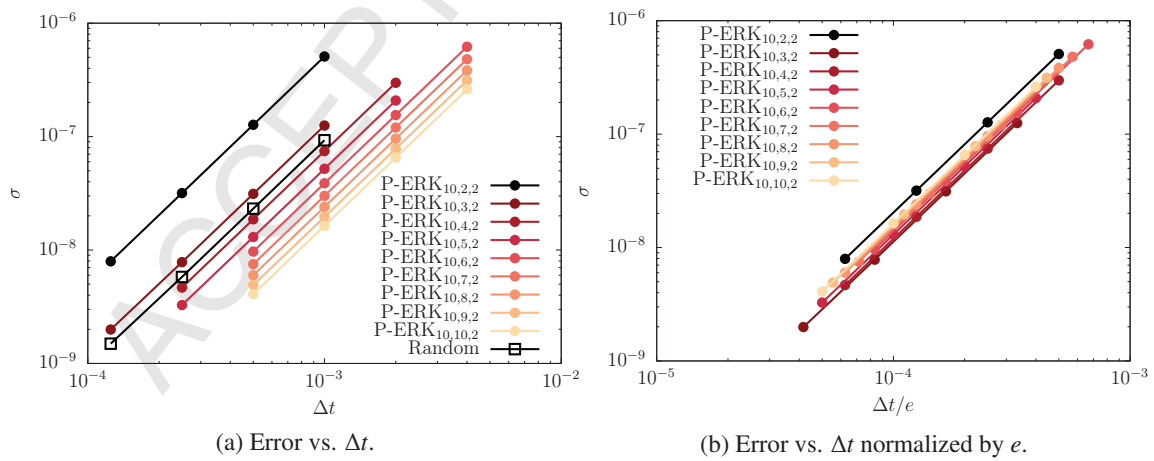 10⁻⁶
10⁻⁷
10⁻⁸
10⁻⁹
σ
10⁻⁴
10⁻³
10⁻²
Δt
P-ERK₁₀,₂,₂
P-ERK₁₀,₃,₂
P-ERK₁₀,₄,₂
P-ERK₁₀,₅,₂
P-ERK₁₀,₆,₂
P-ERK₁₀,₇,₂
P-ERK₁₀,₈,₂
P-ERK₁₀,₉,₂
P-ERK₁₀,₁₀,₂
Random
ACCEPT
(a) Error vs. Δt.
10⁻⁶
10⁻⁷
10⁻⁸
10⁻⁹
σ
10⁻⁵
10⁻⁴
10⁻³
Δt/e
P-ERK₁₀,₂,₂
P-ERK₁₀,₃,₂
P-ERK₁₀,₄,₂
P-ERK₁₀,₅,₂
P-ERK₁₀,₆,₂
P-ERK₁₀,₇,₂
P-ERK₁₀,₈,₂
P-ERK₁₀,₉,₂
P-ERK₁₀,₁₀,₂
(b) Error vs. Δt normalized by e.